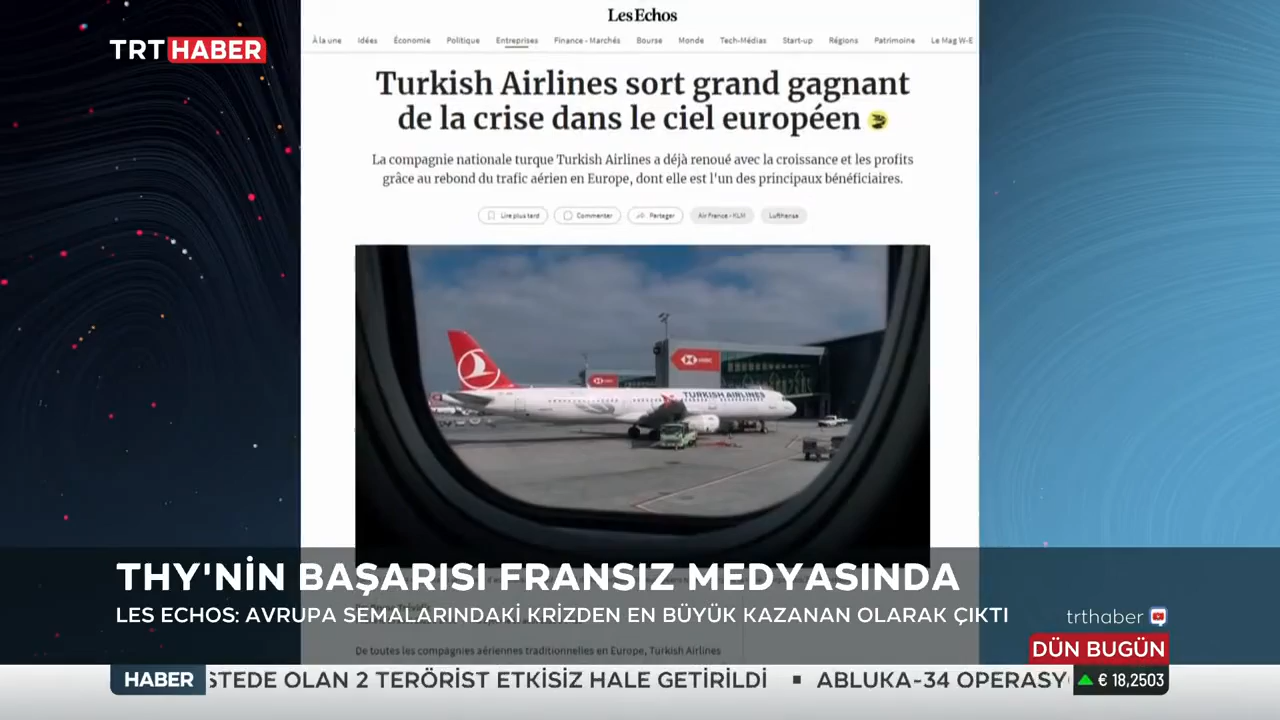 TRT HABER
LesEchos
À la une Idées Économie Politique Entreprises Finance - Marchés Bourse Monde Tech-Médias Start-up Régions Patrimoine Le Mag W-E
Turkish Airlines sort grand gagnant
de la crise dans le ciel européen
La compagnie nationale turque Turkish Airlines a déjà renoué avec la croissance et les profits
grâce au rebond du trafic aérien en Europe, dont elle est l'un des principaux bénéficiaires.
Lire plus tard Commenter Partager Air France - KLM Lufthansa
HSBC
HSBC
TURKISH AIRLINES
THY'NİN BAŞARISI FRANSIZ MEDYASINDA
LES ECHOS: AVRUPA SEMALARINDAKİ KRİZDEN EN BÜYÜK KAZANAN OLARAK ÇIKTI
trthaber
DÜN BUGÜN
De toutes les compagnies aériennes traditionnelles en Europe, Turkish Airlines
HABER STEDE OLAN 2 TERÖRİST ETKİSİZ HALE GETİRİLDİ ▪ ABLUKA-34 OPERASY € 18,2503